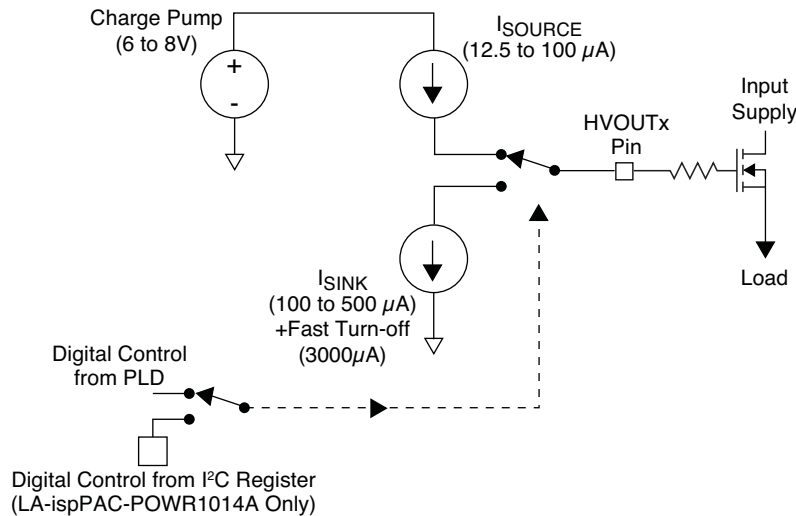 Charge Pump
(6 to 8V)
+
-
ISOURCE
(12.5 to 100 µA)
Input
Supply
HVOUTx
Pin
Load
ISINK
(100 to 500 µA)
+Fast Turn-off
(3000µA)
Digital Control
from PLD
Digital Control from I²C Register
(LA-ispPAC-POWR1014A Only)